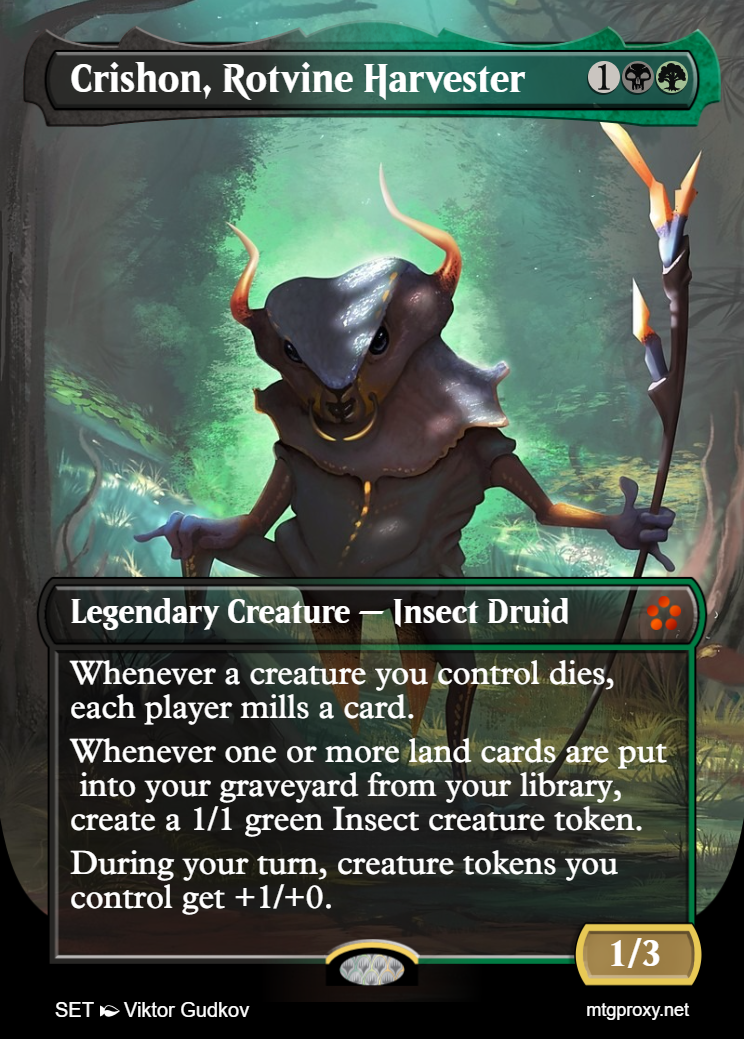 Crishon, Rotvine Harvester 1
Legendary Creature — Insect Druid
Whenever a creature you control dies,
each player mills a card.
Whenever one or more land cards are put
into your graveyard from your library,
create a 1/1 green Insect creature token.
During your turn, creature tokens you
control get +1/+0.
1/3
SET Viktor Gudkov
mtgproxy.net